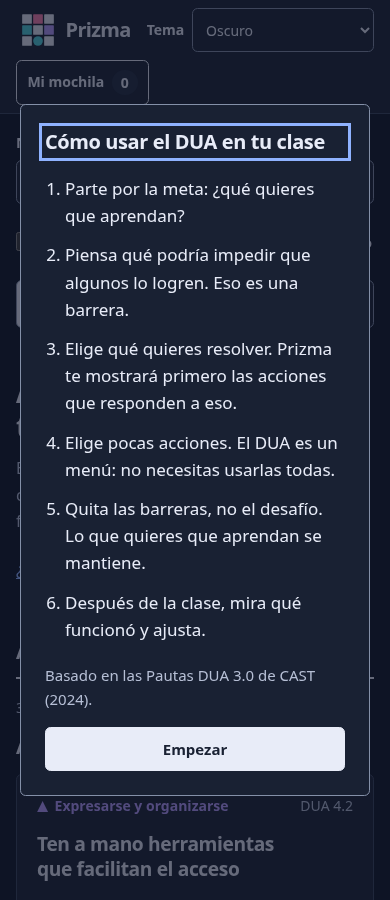 Prizma
Tema
Oscuro
Mi mochila 0
Cómo usar el DUA en tu clase
1. Parte por la meta: ¿qué quieres
que aprendan?
2. Piensa qué podría impedir que
algunos lo logren. Eso es una
barrera.
3. Elige qué quieres resolver. Prizma
te mostrará primero las acciones
que responden a eso.
4. Elige pocas acciones. El DUA es un
menú: no necesitas usarlas todas.
5. Quita las barreras, no el desafío.
Lo que quieres que aprendan se
mantiene.
6. Después de la clase, mira qué
funcionó y ajusta.
Basado en las Pautas DUA 3.0 de CAST
(2024).
Empezar
Expresarse y organizarse
DUA 4.2
Ten a mano herramientas
que facilitan el acceso